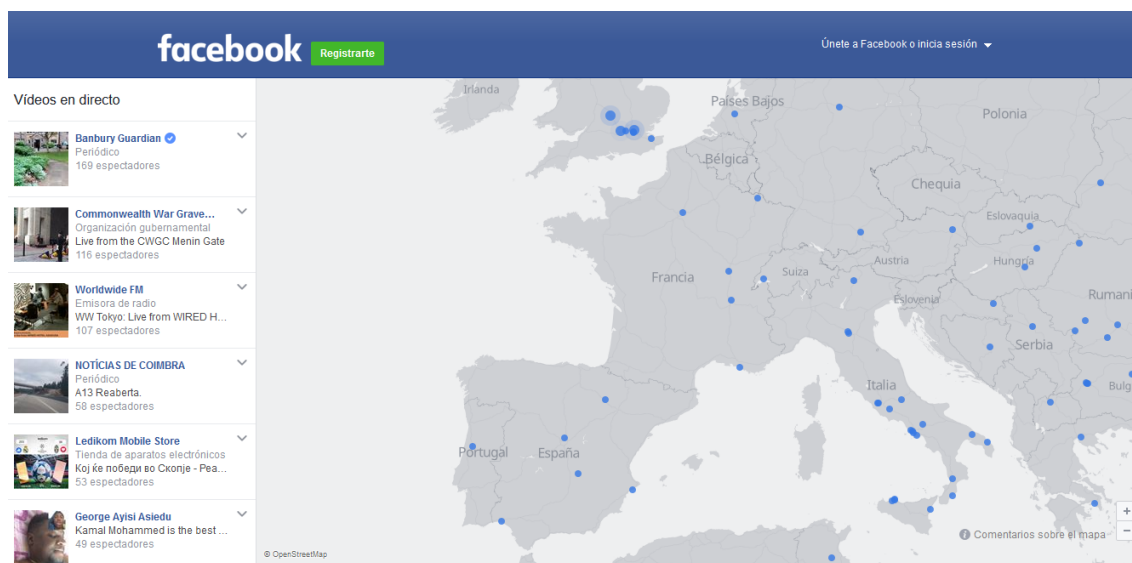 facebook
Registrarte
Únete a Facebook o inicia sesión
Vídeos en directo
Banbury Guardian
Periódico
169 espectadores
Commonwealth War Grave...
Organización gubernamental
Live from the CWGC Menin Gate
116 espectadores
Worldwide FM
Emisora de radio
WW Tokyo: Live from WIRED H...
107 espectadores
NOTÍCIAS DE COIMBRA
Periódico
A13 Reaberta.
58 espectadores
Ledikom Mobile Store
Tienda de aparatos electrónicos
Кој ќе победи во Скопје - Реа...
53 espectadores
George Ayisi Asiedu
Kamal Mohammed is the best ...
49 espectadores
Irlanda
Países Bajos
Polonia
Bélgica
Chequia
Eslovaquia
Austria
Hungría
Francia
Suiza
Eslovenia
Rumani
Serbia
Italia
Bulg
Portugal
España
+
−
Comentarios sobre el mapa
© OpenStreetMap